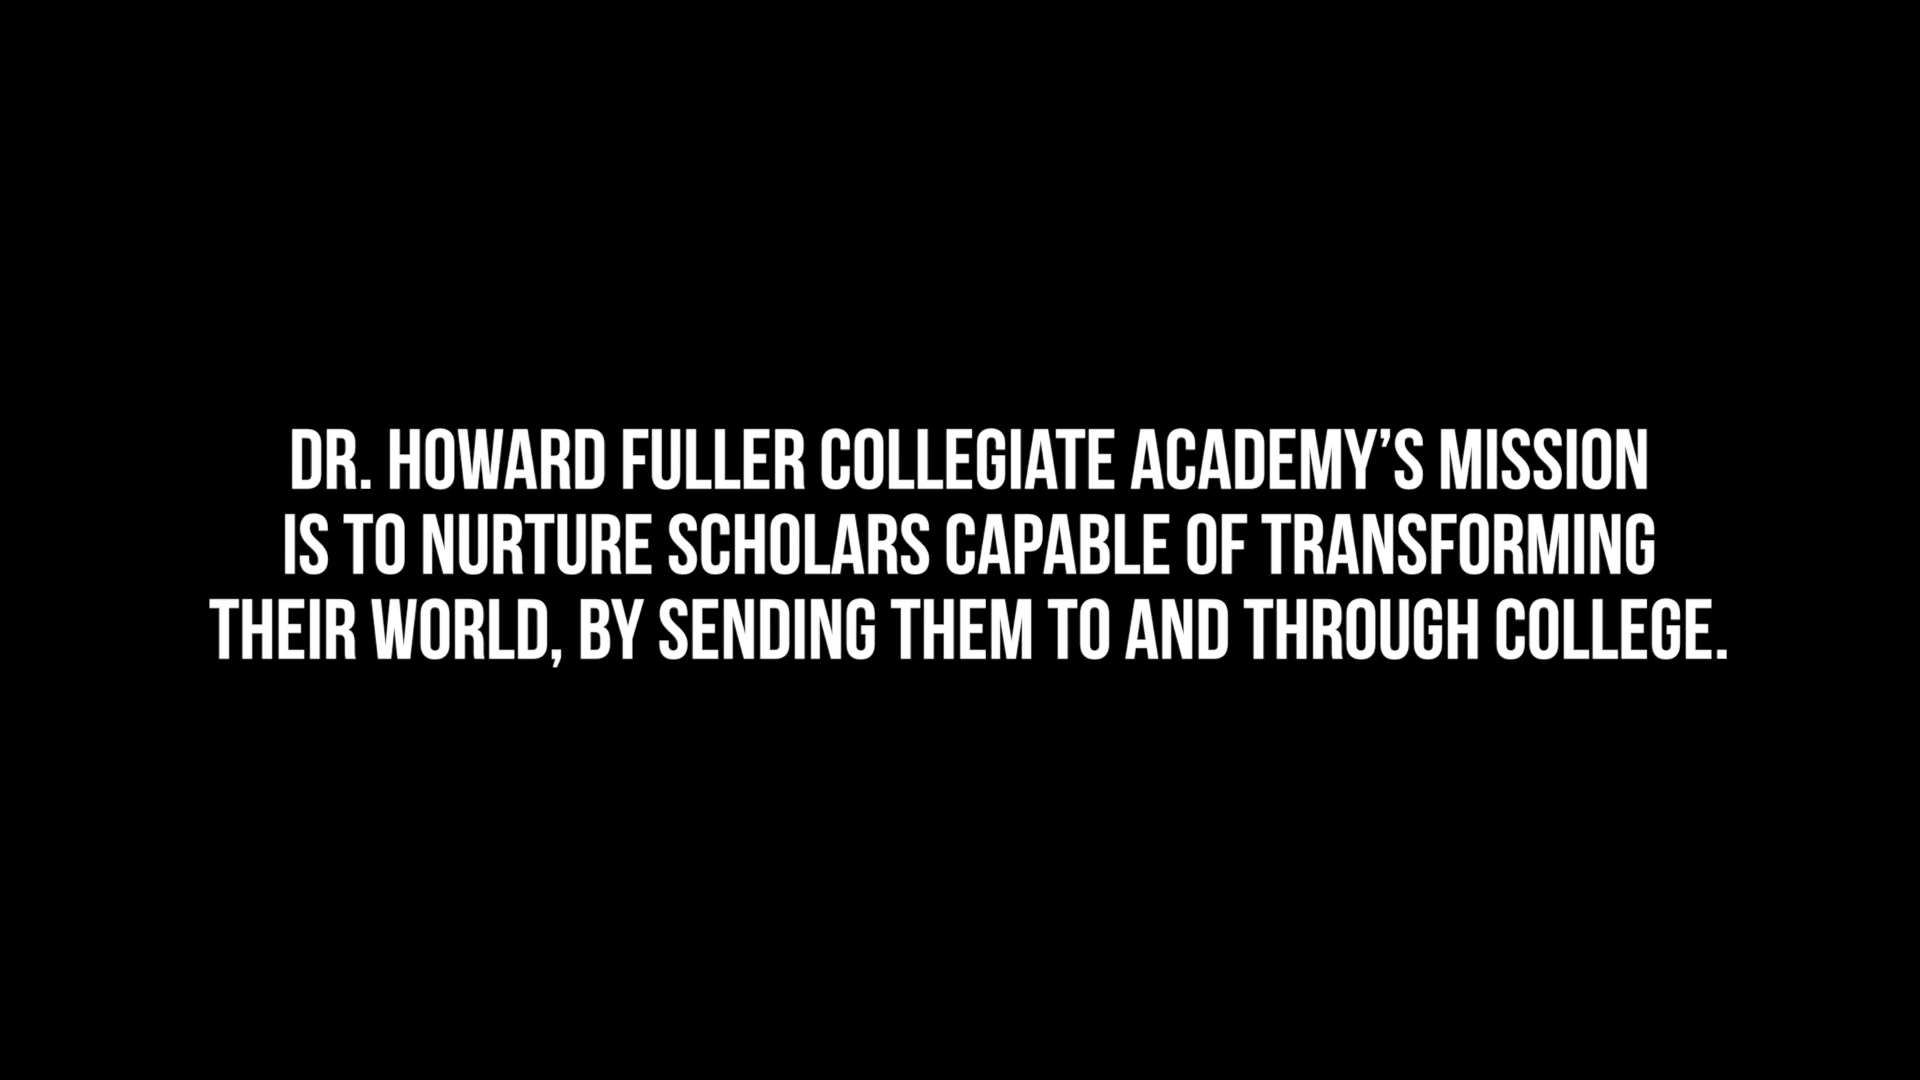 DR. HOWARD FULLER COLLEGIATE ACADEMY’S MISSION
IS TO NURTURE SCHOLARS CAPABLE OF TRANSFORMING
THEIR WORLD, BY SENDING THEM TO AND THROUGH COLLEGE.